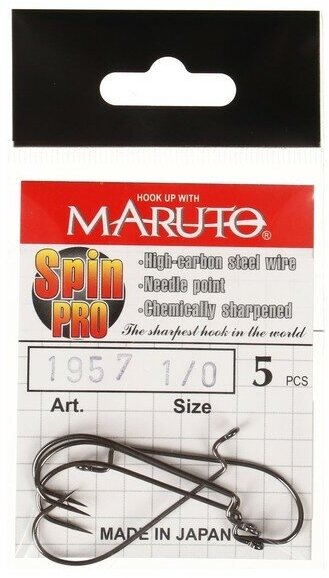 HOOK UP WITH
MARUTO®
Spin PRO
·High-carbon steel wire
·Needle point
·Chemically sharpened
The sharpest hook in the world
1957 1/0 5 PCS
Art. Size
MADE IN JAPAN